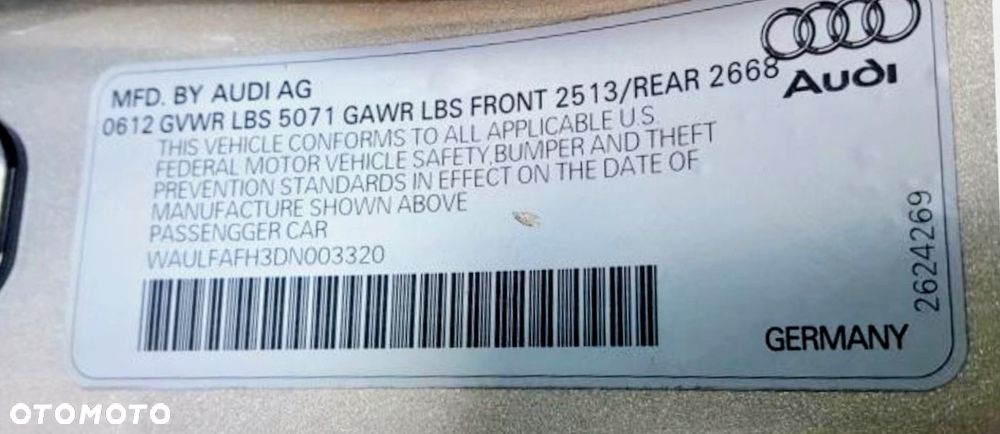 Audi
MFD. BY AUDI AG
0612 GVWR LBS 5071 GAWR LBS FRONT 2513/REAR 2668
THIS VEHICLE CONFORMS TO ALL APPLICABLE U.S.
FEDERAL MOTOR VEHICLE SAFETY,BUMPER AND THEFT
PREVENTION STANDARDS IN EFFECT ON THE DATE OF
MANUFACTURE SHOWN ABOVE
PASSENGGER CAR
WAULFAFH3DN003320
2624269
GERMANY
OTOMOTO